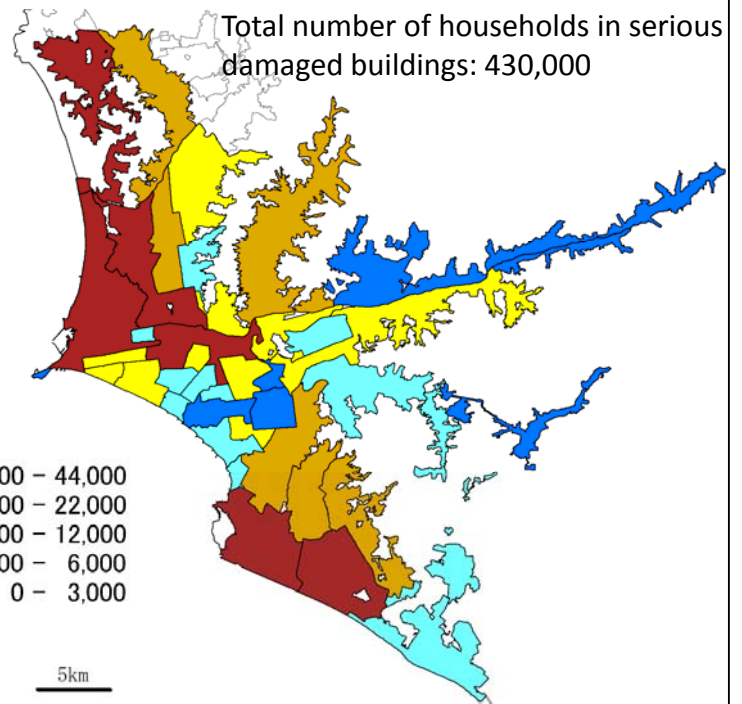 Total number of households in serious
damaged buildings: 430,000
00 - 44,000
00 - 22,000
00 - 12,000
00 - 6,000
0 - 3,000
5km